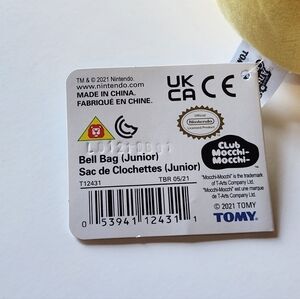 TM & © 2021 Nintendo.
www.nintendo.com
MADE IN CHINA.
FABRIQUÉ EN CHINE.
UK
CA CE
Official
Nintendo
Licensed Product
Bell Bag (Junior)
Sac de Clochettes (Junior)
T12431 TBR 05/21
0 53941 12431 1
Club
Mocchi-
Mocchi-
"Mocchi-Mocchi" is the trademark
of T-Arts Company Ltd.
"Mocchi-Mocchi" est une marque
de T-Arts Company Ltd.
© 2021 TOMY
TOMY